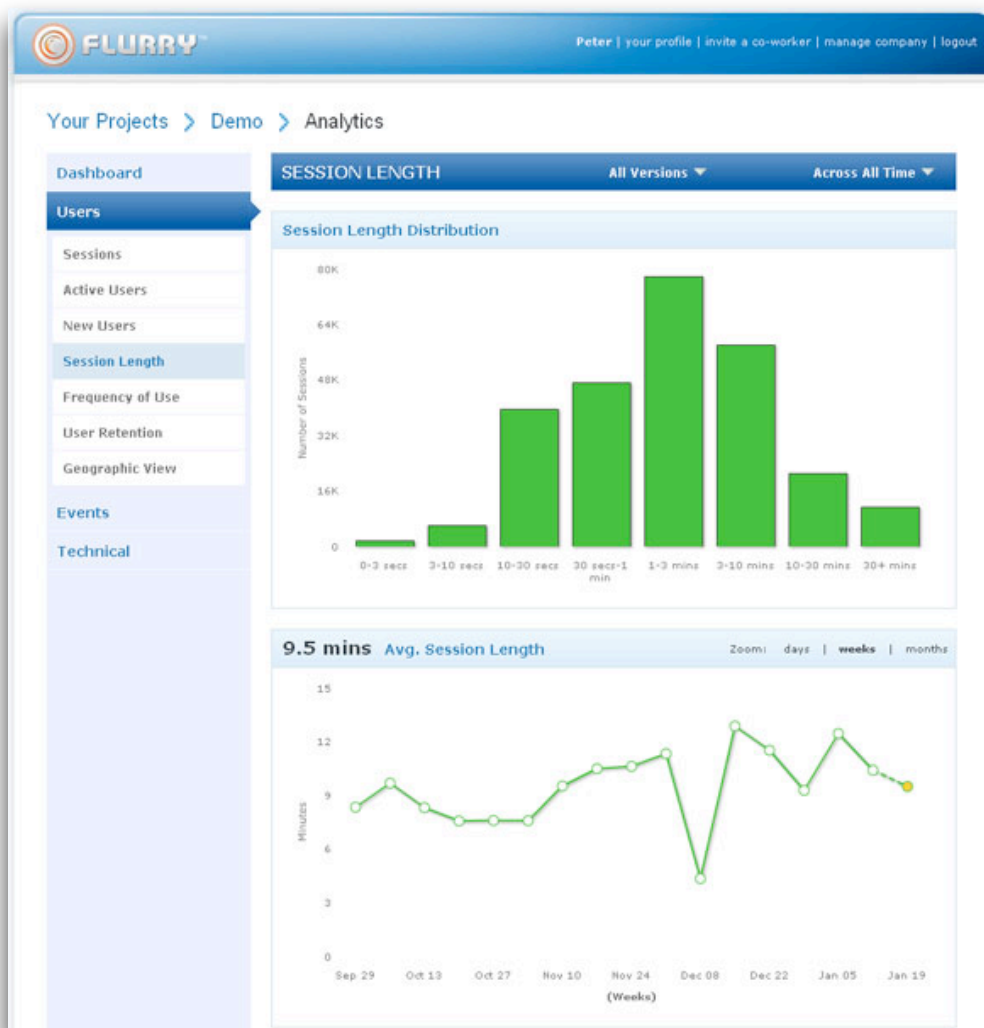 FLURRY™
Peter | your profile | invite a co-worker | manage company | logout
Your Projects > Demo > Analytics
Dashboard
Users
Sessions
Active Users
New Users
Session Length
Frequency of Use
User Retention
Geographic View
Events
Technical
SESSION LENGTH All Versions Across All Time
Session Length Distribution
80K
64K
48K
32K
16K
0
Number of Sessions
0-3 secs 3-10 secs 10-30 secs 30 secs-1 min 1-3 mins 3-10 mins 10-30 mins 30+ mins
9.5 mins Avg. Session Length Zoom: days | weeks | months
15
12
9
6
3
0
Minutes
Sep 29 Oct 13 Oct 27 Nov 10 Nov 24 Dec 08 Dec 22 Jan 05 Jan 19
(Weeks)